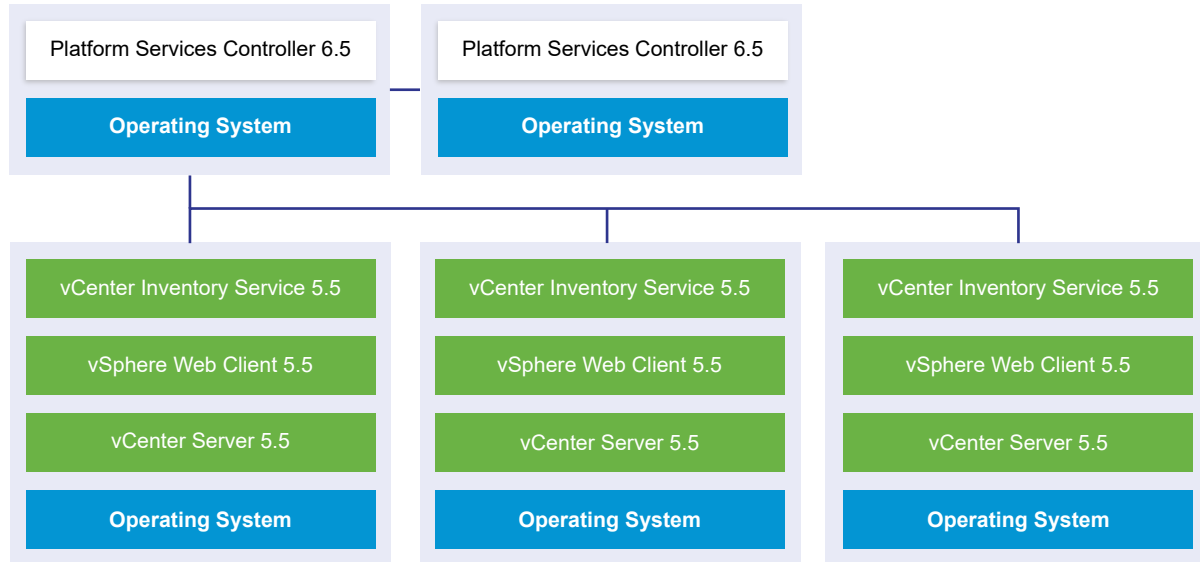 Platform Services Controller 6.5
Operating System
Platform Services Controller 6.5
Operating System
vCenter Inventory Service 5.5
vSphere Web Client 5.5
vCenter Server 5.5
Operating System
vCenter Inventory Service 5.5
vSphere Web Client 5.5
vCenter Server 5.5
Operating System
vCenter Inventory Service 5.5
vSphere Web Client 5.5
vCenter Server 5.5
Operating System